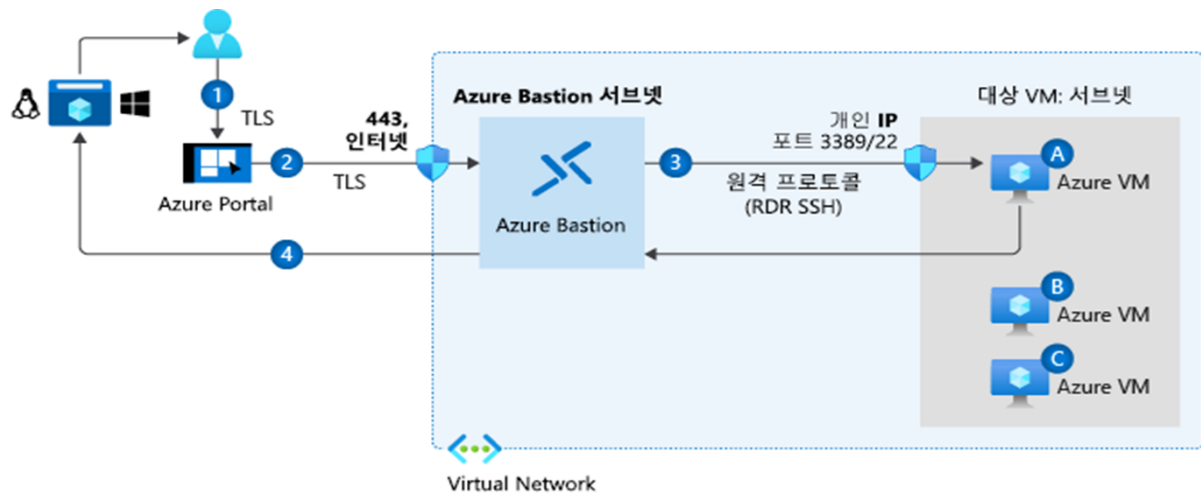 Azure Bastion 서브넷
대상 VM: 서브넷
1
TLS
443,
인터넷
개인 IP
포트 3389/22
2
TLS
3
원격 프로토콜
(RDR SSH)
A
Azure VM
Azure Portal
Azure Bastion
4
B
Azure VM
C
Azure VM
Virtual Network